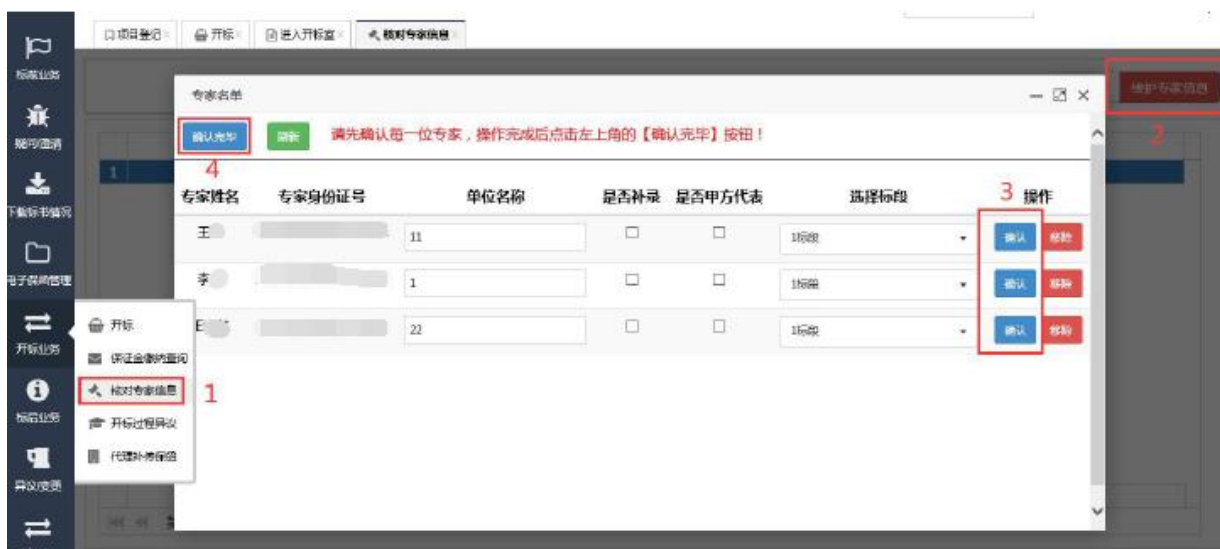 项目登记 开标 进入开标室 核对专家信息
标前业务
疑问澄清
下载标书情况
电子保函管理
开标业务
标后业务
异议/变更
维护专家信息
2
专家名单
确认完毕 刷新 请先确认每一位专家，操作完成后点击左上角的【确认完毕】按钮！
4
1
专家姓名 专家身份证号 单位名称 是否补录 是否甲方代表 选择标段 3 操作
王 11 1标段 确认 移除
李 1 1标段 确认 移除
22 1标段 确认 移除
开标
保证金缴纳查询
核对专家信息 1
开标过程异议
代理补传保函